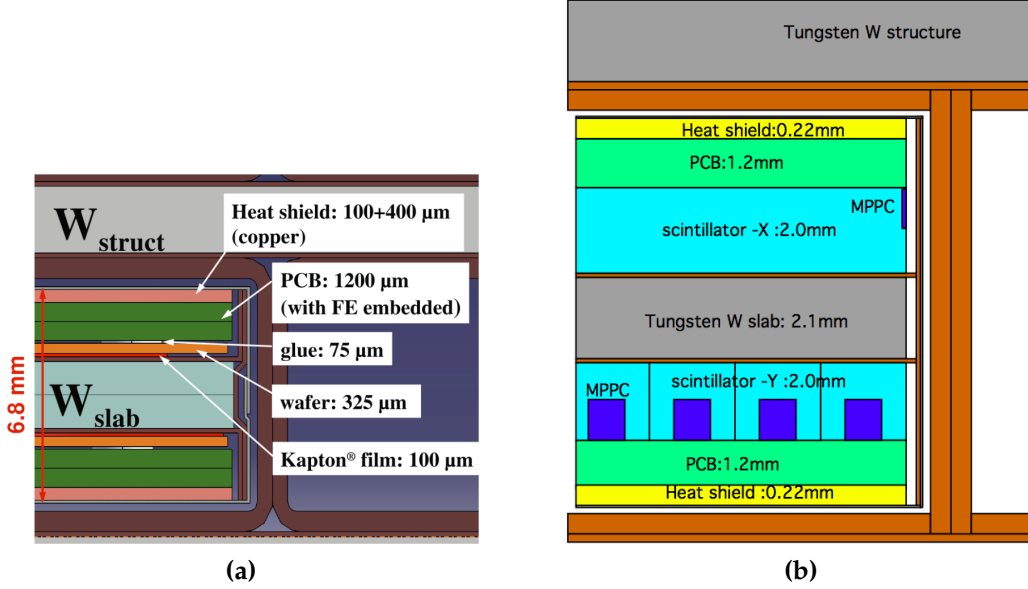 W struct
Heat shield: 100+400 µm
(copper)
PCB: 1200 µm
(with FE embedded)
glue: 75 µm
wafer: 325 µm
W slab
Kapton® film: 100 µm
6.8 mm
(a)
Tungsten W structure
Heat shield:0.22mm
PCB:1.2mm
MPPC
scintillator -X :2.0mm
Tungsten W slab: 2.1mm
scintillator -Y :2.0mm
MPPC
PCB:1.2mm
Heat shield :0.22mm
(b)